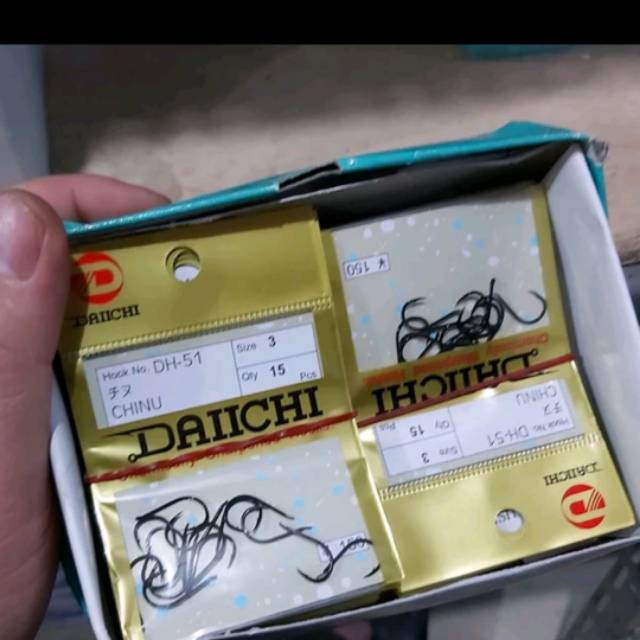 DAIICHI
Hook No. DH-51
チヌ
CHINU
Size 3
Qty 15 Pcs
DAIICHI
¥ 150
¥ 150
DAIICHI
Hook No. DH-51
チヌ
CHINU
Size 3
Qty 15 Pcs
DAIICHI